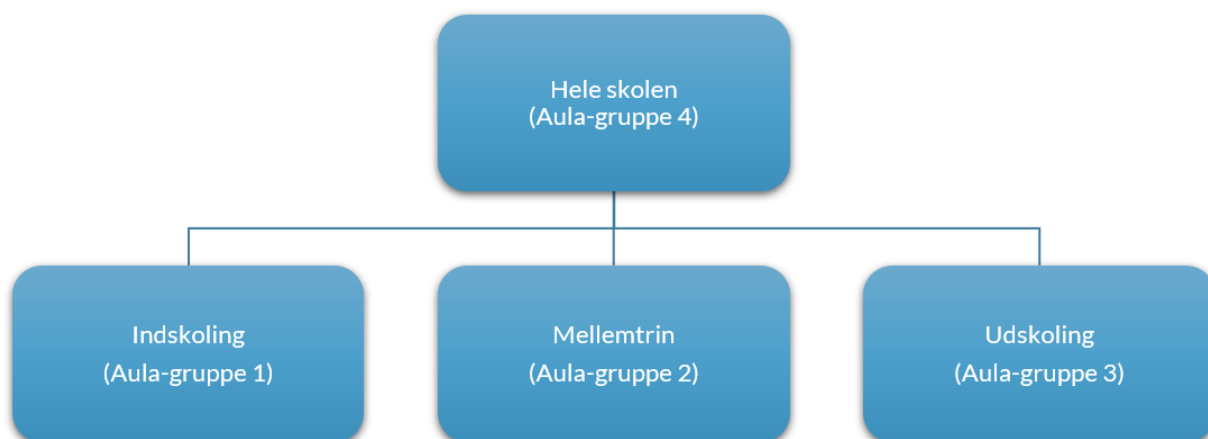 Hele skolen
(Aula-gruppe 4)
Indskoling
(Aula-gruppe 1)
Mellemtrin
(Aula-gruppe 2)
Udskoling
(Aula-gruppe 3)